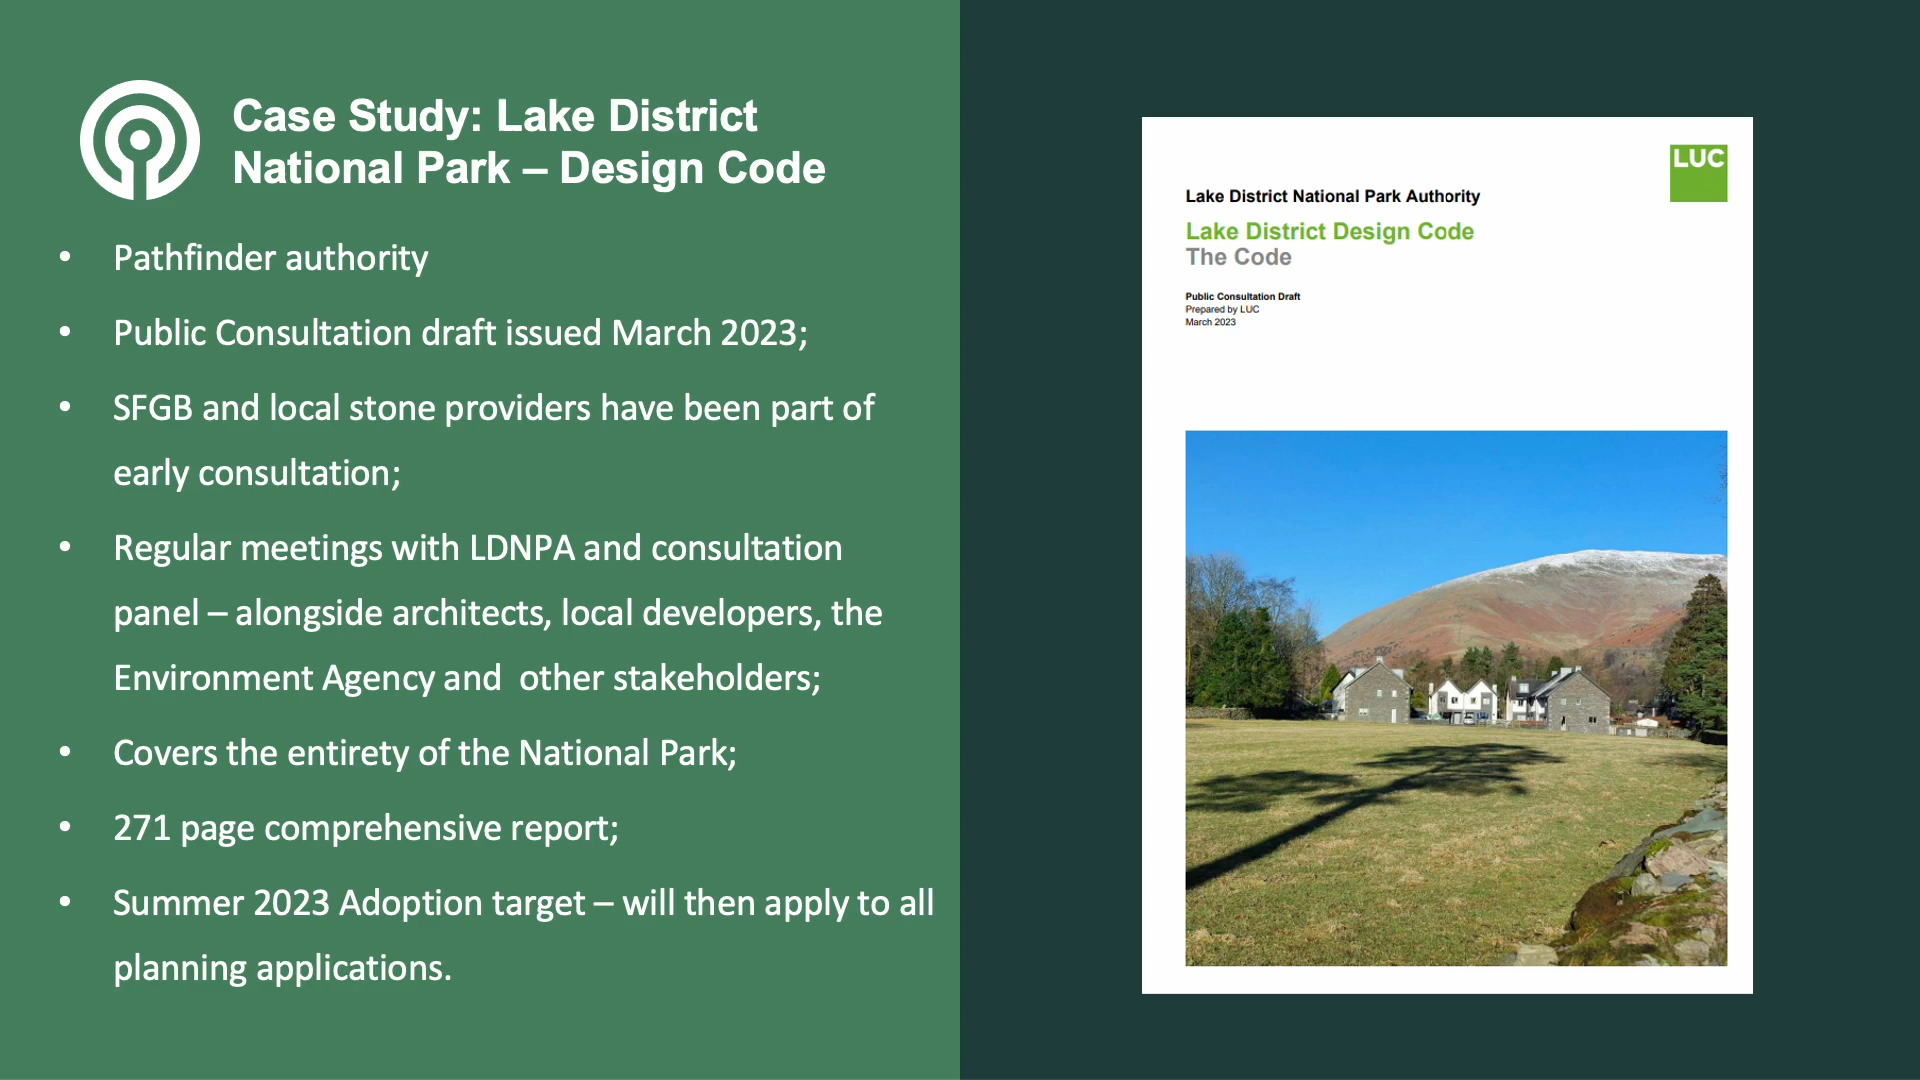 Case Study: Lake District
National Park – Design Code
• Pathfinder authority
• Public Consultation draft issued March 2023;
• SFGB and local stone providers have been part of
early consultation;
• Regular meetings with LDNPA and consultation
panel – alongside architects, local developers, the
Environment Agency and  other stakeholders;
• Covers the entirety of the National Park;
• 271 page comprehensive report;
• Summer 2023 Adoption target – will then apply to all
planning applications.
LUC
Lake District National Park Authority
Lake District Design Code
The Code
Public Consultation Draft
Prepared by LUC
March 2023